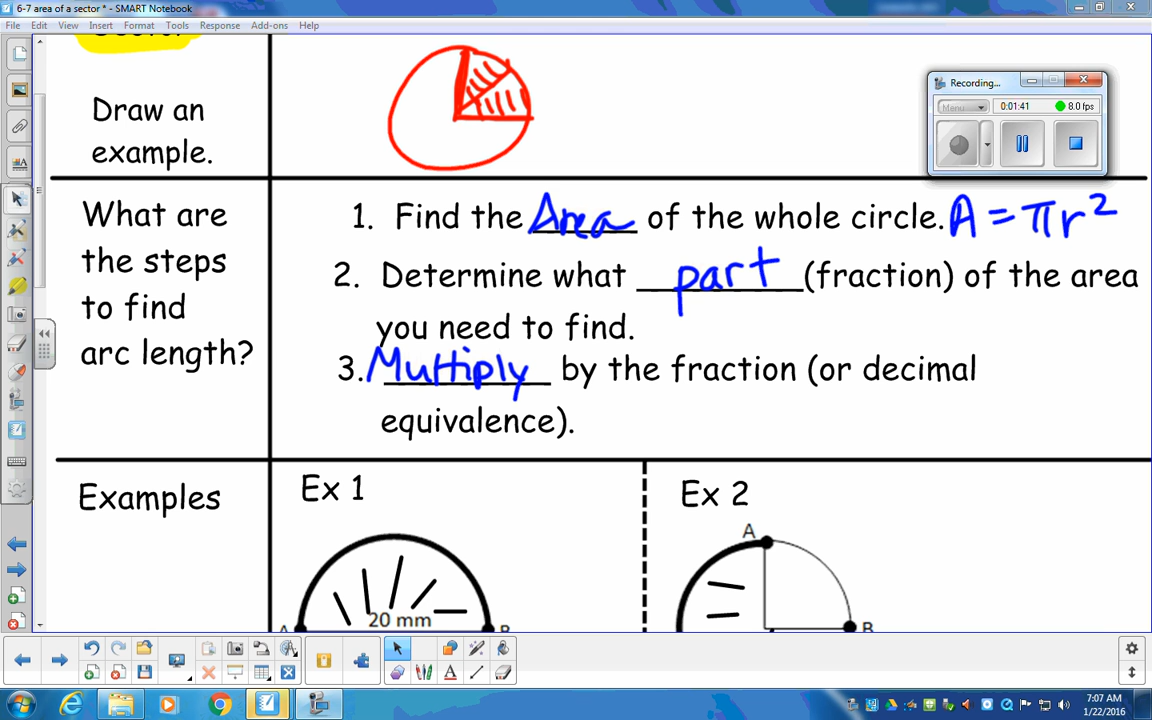 6-7 area of a sector * - SMART Notebook
File Edit View Insert Format Tools Response Add-ons Help
Draw an
example.
Recording...
Menu 0:01:41 8.0 fps
What are
the steps
to find
arc length?
1. Find the Area of the whole circle. A = πr²
2. Determine what part (fraction) of the area
you need to find.
3. Multiply by the fraction (or decimal
equivalence).
Examples
Ex 1
Ex 2
A
20 mm
A
B
B
7:07 AM
1/22/2016